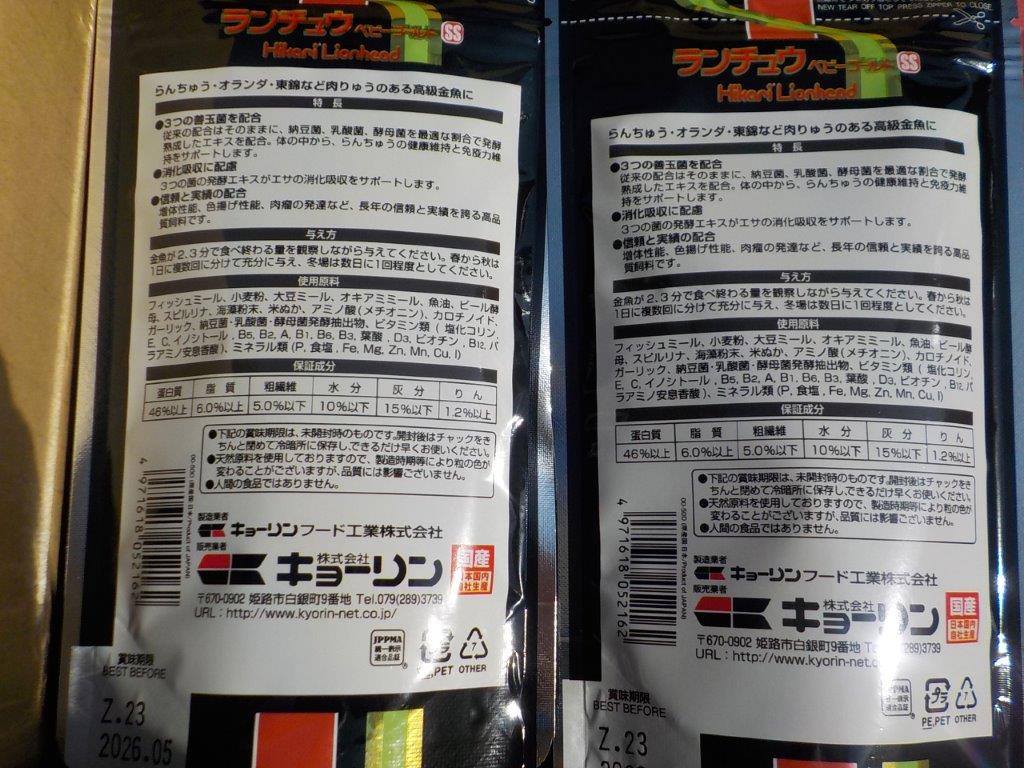 ランチュウ ベビーゴールド SS
Hikari Lionhead
らんちゅう・オランダ・東錦など肉りゅうのある高級金魚に
特長
●3つの善玉菌を配合
従来の配合はそのままに、納豆菌、乳酸菌、酵母菌を最適な割合で発酵
熟成したエキスを配合。体の中から、らんちゅうの健康維持と免疫力維
持をサポートします。
●消化吸収に配慮
3つの菌の発酵エキスがエサの消化吸収をサポートします。
●信頼と実績の配合
増体性能、色揚げ性能、肉瘤の発達など、長年の信頼と実績を誇る高品
質飼料です。
与え方
金魚が2.3分で食べ終わる量を観察しながら与えてください。春から秋は
1日に複数回に分けて充分に与え、冬場は数日に1回程度としてください。
使用原料
フィッシュミール、小麦粉、大豆ミール、オキアミミール、魚油、ビール酵
母、スピルリナ、海藻粉末、米ぬか、アミノ酸(メチオニン)、カロチノイド、
ガーリック、納豆菌・乳酸菌・酵母菌発酵抽出物、ビタミン類(塩化コリン、
E, C, イノシトール, B5, B2, A, B1, B6, B3, 葉酸, D3, ビオチン, B12, パ
ラアミノ安息香酸)、ミネラル類(P, 食塩, Fe, Mg, Zn, Mn, Cu, I)
保証成分
蛋白質 脂質 粗繊維 水分 灰分 りん
46%以上 6.0%以上 5.0%以下 10%以下 15%以下 1.2%以上
●下記の賞味期限は、未開封時のものです。開封後はチャックをき
ちんと閉めて冷暗所に保存し、できるだけ早くお使いください。
●天然原料を使用しておりますので、製造時期等により粒の色が
変わることがございますが、品質には影響ございません。
●人間の食品ではありません。
4 971618 052162
製造業者
キョーリンフード工業株式会社
販売業者
株式会社
キョーリン
国産
日本国内
自社生産
〒670-0902 姫路市白銀町9番地 Tel.079(289)3739
URL : http://www.kyorin-net.co.jp/
JPPMA
統一表示
適合品証
プラ
PE,PET
7
OTHER
賞味期限
BEST BEFORE
Z.23
2026.05
NEW TEAR OFF TOP PRESS ZIPPER TO CLOSE
ランチュウ ベビーゴールド SS
Hikari Lionhead
らんちゅう・オランダ・東錦など肉りゅうのある高級金魚に
特長
●3つの善玉菌を配合
従来の配合はそのままに、納豆菌、乳酸菌、酵母菌を最適な割合で発酵
熟成したエキスを配合。体の中から、らんちゅうの健康維持と免疫力維
持をサポートします。
●消化吸収に配慮
3つの菌の発酵エキスがエサの消化吸収をサポートします。
●信頼と実績の配合
増体性能、色揚げ性能、肉瘤の発達など、長年の信頼と実績を誇る高品
質飼料です。
与え方
金魚が2.3分で食べ終わる量を観察しながら与えてください。春から秋は
1日に複数回に分けて充分に与え、冬場は数日に1回程度としてください。
使用原料
フィッシュミール、小麦粉、大豆ミール、オキアミミール、魚油、ビール酵
母、スピルリナ、海藻粉末、米ぬか、アミノ酸(メチオニン)、カロチノイド、
ガーリック、納豆菌・乳酸菌・酵母菌発酵抽出物、ビタミン類(塩化コリン、
E, C, イノシトール, B5, B2, A, B1, B6, B3, 葉酸, D3, ビオチン, B12, パ
ラアミノ安息香酸)、ミネラル類(P, 食塩, Fe, Mg, Zn, Mn, Cu, I)
保証成分
蛋白質 脂質 粗繊維 水分 灰分 りん
46%以上 6.0%以上 5.0%以下 10%以下 15%以下 1.2%以上
●下記の賞味期限は、未開封時のものです。開封後はチャックをき
ちんと閉めて冷暗所に保存し、できるだけ早くお使いください。
●天然原料を使用しておりますので、製造時期等により粒の色が
変わることがございますが、品質には影響ございません。
●人間の食品ではありません。
4 971618 052162
製造業者
キョーリンフード工業株式会社
販売業者
株式会社
キョーリン
国産
日本国内
自社生産
〒670-0902 姫路市白銀町9番地 289)3739
URL : http://www.kyorin-net.c
JPPMA
統一表示
適合品証
プラ
PE,PET
7
OTHER
賞味期限
BEST BEFORE
Z.23